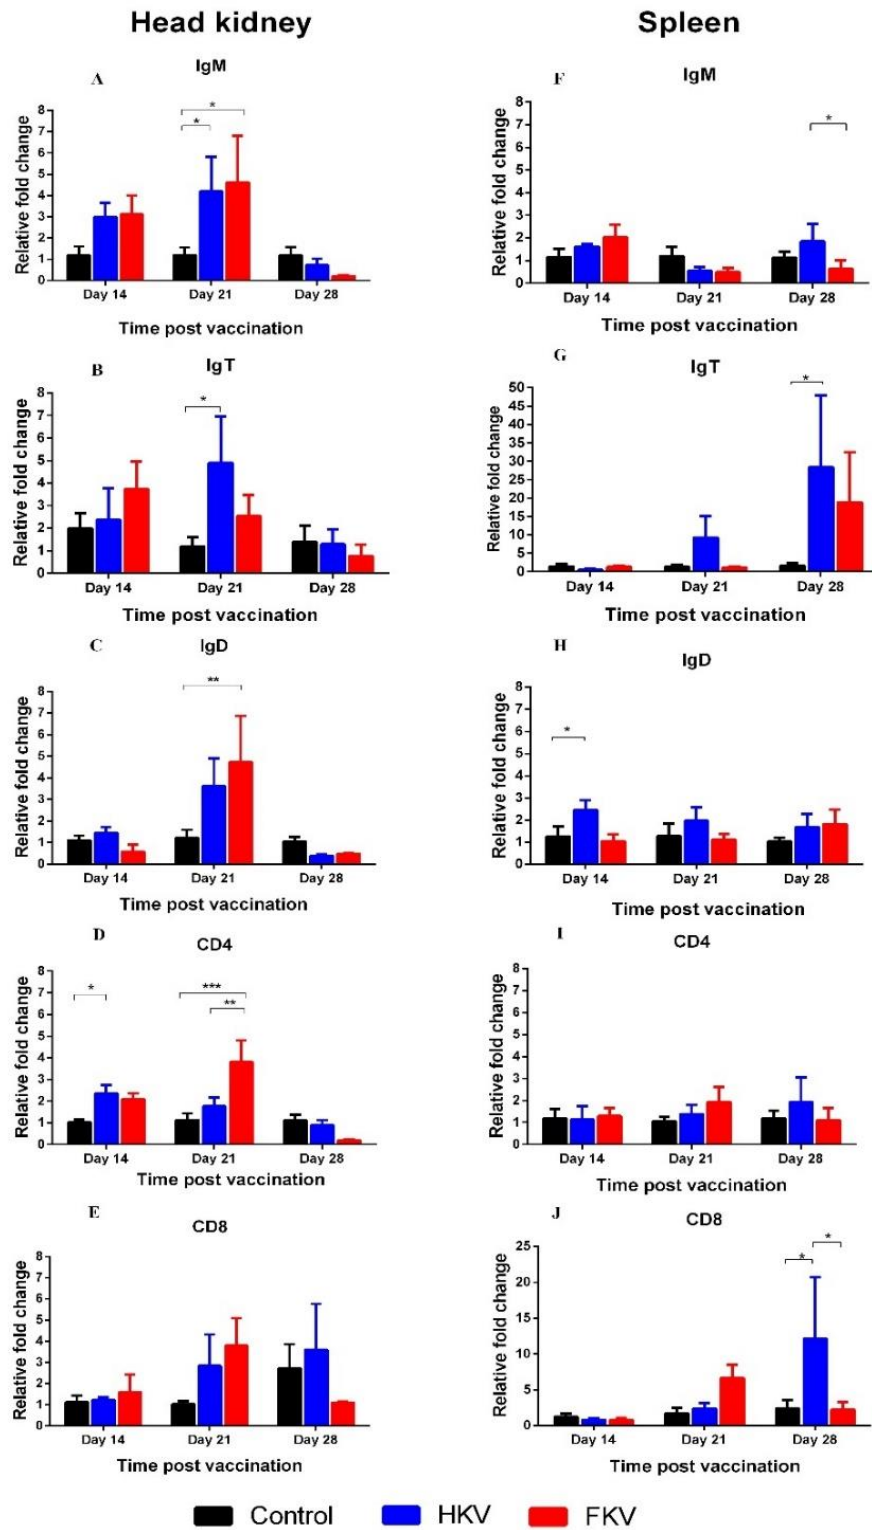 Head kidney
Spleen
A
IgM
Relative fold change
8
7
6
5
4
3
2
1
0
*
*
Day 14
Day 21
Day 28
Time post vaccination
F
IgM
Relative fold change
8
7
6
5
4
3
2
1
0
*
Day 14
Day 21
Day 28
Time post vaccination
B
IgT
Relative fold change
8
7
6
5
4
3
2
1
0
*
Day 14
Day 21
Day 28
Time post vaccination
G
IgT
Relative fold change
50
45
40
35
30
25
20
15
10
5
0
*
Day 14
Day 21
Day 28
Time post vaccination
C
IgD
Relative fold change
8
7
6
5
4
3
2
1
0
**
Day 14
Day 21
Day 28
Time post vaccination
H
IgD
Relative fold change
8
7
6
5
4
3
2
1
0
*
Day 14
Day 21
Day 28
Time post vaccination
D
CD4
Relative fold change
8
7
6
5
4
3
2
1
0
*
***
**
Day 14
Day 21
Day 28
Time post vaccination
I
CD4
Relative fold change
8
7
6
5
4
3
2
1
0
Day 14
Day 21
Day 28
Time post vaccination
E
CD8
Relative fold change
8
7
6
5
4
3
2
1
0
Day 14
Day 21
Day 28
Time post vaccination
J
CD8
Relative fold change
25
20
15
10
5
0
*
*
Day 14
Day 21
Day 28
Time post vaccination
Control HKV FKV